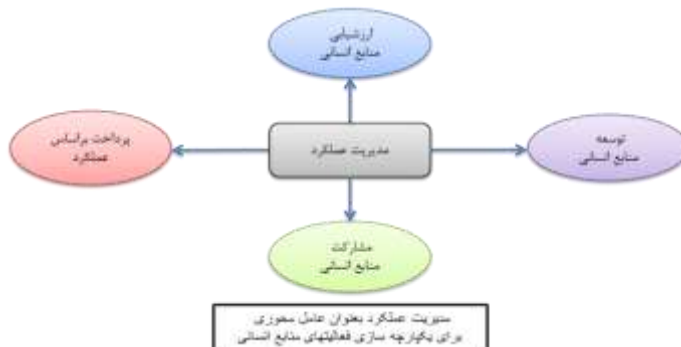 ارزشیابی
منابع انسانی
پرداخت براساس
عملکرد
مدیریت عملکرد
توسعه
منابع انسانی
مشارکت
منابع انسانی
مدیریت عملکرد بعنوان عامل محوری
برای یکپارچه سازی فعالیتهای منابع انسانی